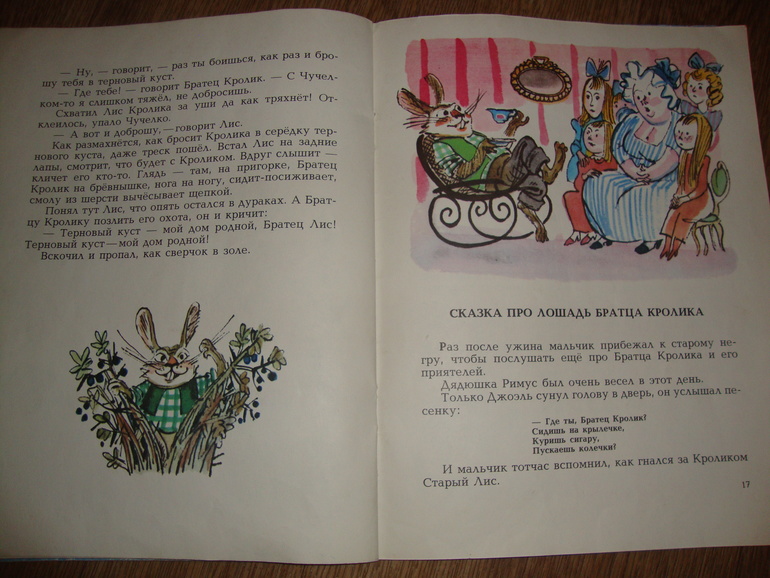 — Ну, — говорит, — раз ты боишься, как раз и бро-
шу тебя в терновый куст.
— Где тебе! — говорит Братец Кролик. — С Чучел-
ком-то я слишком тяжёл, не добросишь.
Схватил Лис Кролика за уши да как тряхнёт! От-
клеилось, упало Чучелко.
— А вот и доброшу, — говорит Лис.
Как размахнётся, как бросит Кролика в серёдку тер-
нового куста, даже треск пошёл. Встал Лис на задние
лапы, смотрит, что будет с Кроликом. Вдруг слышит —
кличет его кто-то. Глядь — там, на пригорке, Братец
Кролик на брёвнышке, нога на ногу, сидит-посиживает,
смолу из шерсти вычёсывает щепкой.
Понял тут Лис, что опять остался в дураках. А Брат-
цу Кролику позлить его охота, он и кричит:
— Терновый куст — мой дом родной, Братец Лис!
Терновый куст — мой дом родной!
Вскочил и пропал, как сверчок в золе.
СКАЗКА ПРО ЛОШАДЬ БРАТЦА КРОЛИКА
Раз после ужина мальчик прибежал к старому не-
гру, чтобы послушать ещё про Братца Кролика и его
приятелей.
Дядюшка Римус был очень весел в этот день.
Только Джоэль сунул голову в дверь, он услышал пе-
сенку:
— Где ты, Братец Кролик?
Сидишь на крылечке,
Куришь сигару,
Пускаешь колечки?
И мальчик тотчас вспомнил, как гнался за Кроликом
Старый Лис.
17